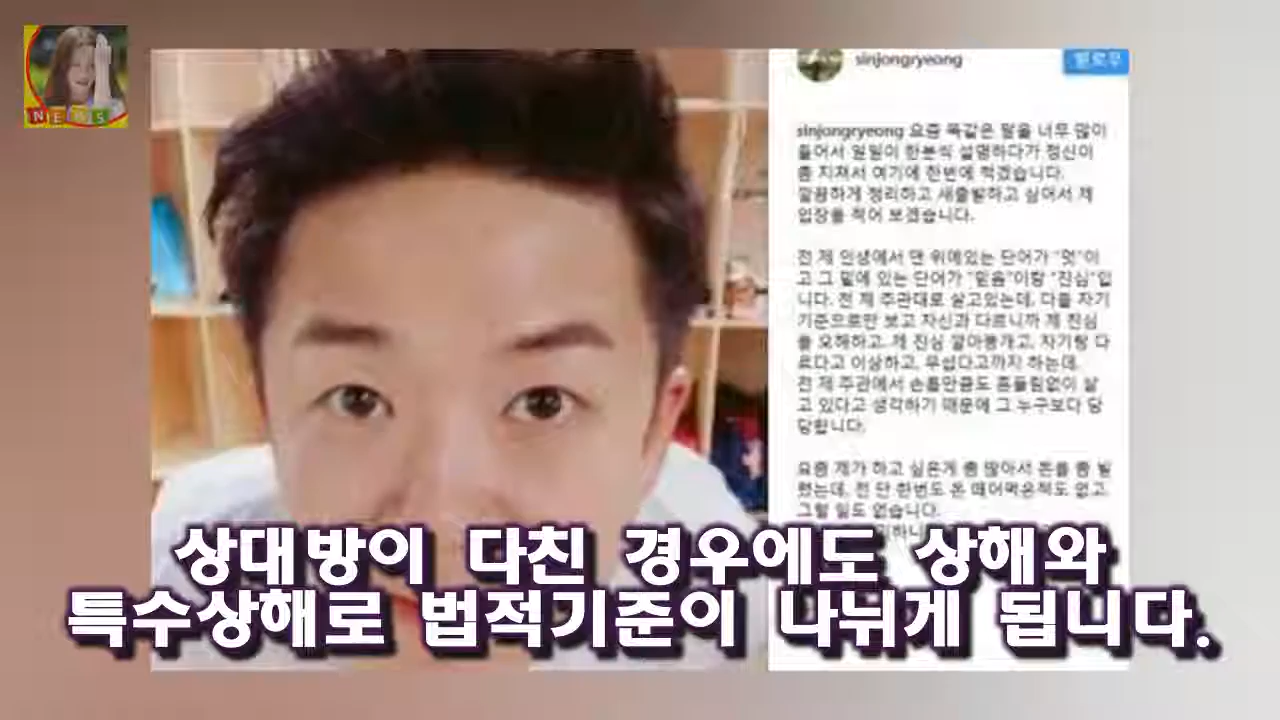 NEWS
sinjongryeong
팔로우
sinjongryeong 요즘 똑같은 말을 너무 많이
들어서 일일이 한분씩 설명하다가 정신이
좀 지쳐서 여기에 한번에 적겠습니다.
깔끔하게 정리하고 새출발하고 싶어서 제
입장을 적어 보겠습니다.
전 제 인생에서 맨 위에있는 단어가 "멋"이
고 그 밑에 있는 단어가 "믿음"이랑 "진심"입
니다. 전 제 주관대로 살고있는데, 다들 자기
기준으로만 보고 자신과 다르니까 제 진심
을 오해하고, 제 진심 깔아뭉개고, 자기랑 다
르다고 이상하고, 무섭다고까지 하는데,
전 제 주관에서 손톱만큼도 흔들림없이 살
고 있다고 생각하기 때문에 그 누구보다 당
당합니다.
요즘 제가 하고 싶은게 좀 많아서 돈을 좀 빌
렸는데, 전 단 한번도 돈 떼어먹은적도 없고,
그럴 일도 없습니다.
상대방이 다친 경우에도 상해와
특수상해로 법적기준이 나뉘게 됩니다.